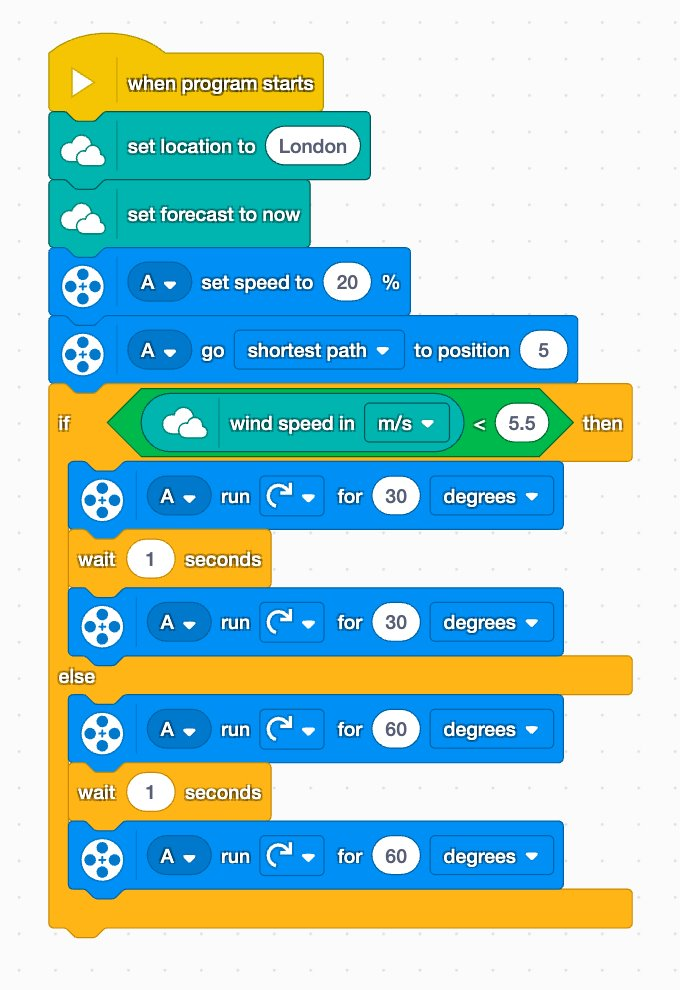 when program starts
set location to London
set forecast to now
A set speed to 20 %
A go shortest path to position 5
if wind speed in m/s < 5.5 then
A run for 30 degrees
wait 1 seconds
A run for 30 degrees
else
A run for 60 degrees
wait 1 seconds
A run for 60 degrees